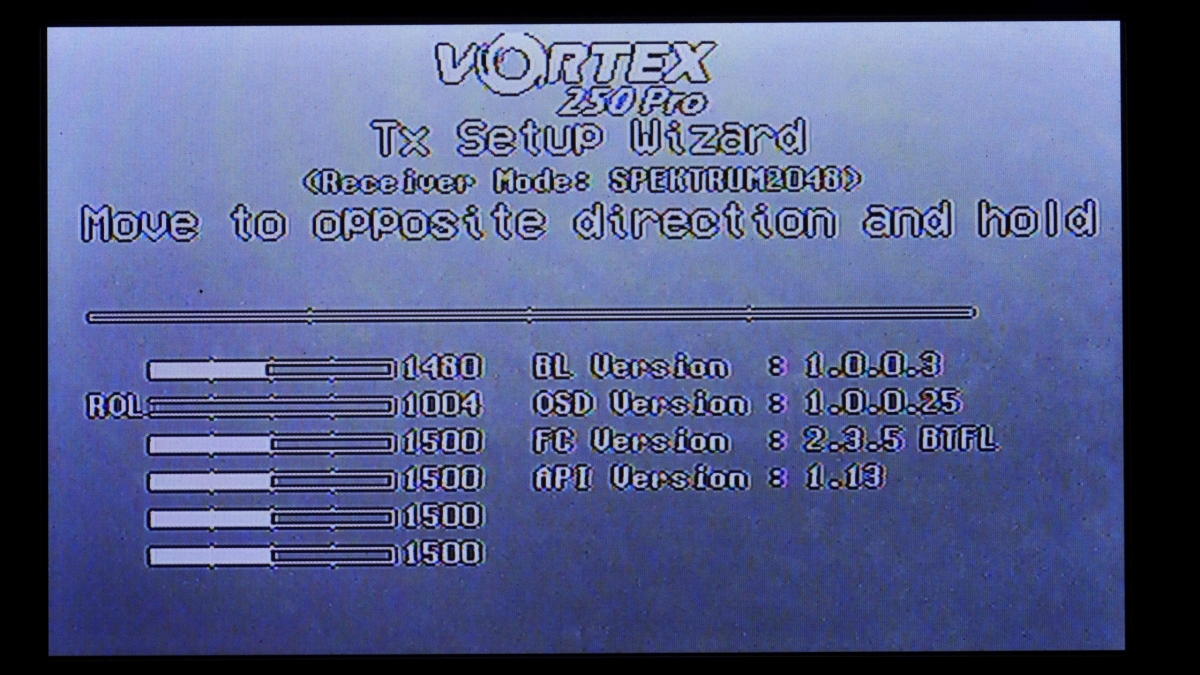 VORTEX
250 Pro
Tx Setup Wizard
<Receiver Mode: SPEKTRUM2048>
Move to opposite direction and hold
1480 BL Version : 1.0.0.3
ROL 1004 OSD Version : 1.0.0.25
1500 FC Version : 2.3.5 BTFL
1500 API Version : 1.13
1500
1500